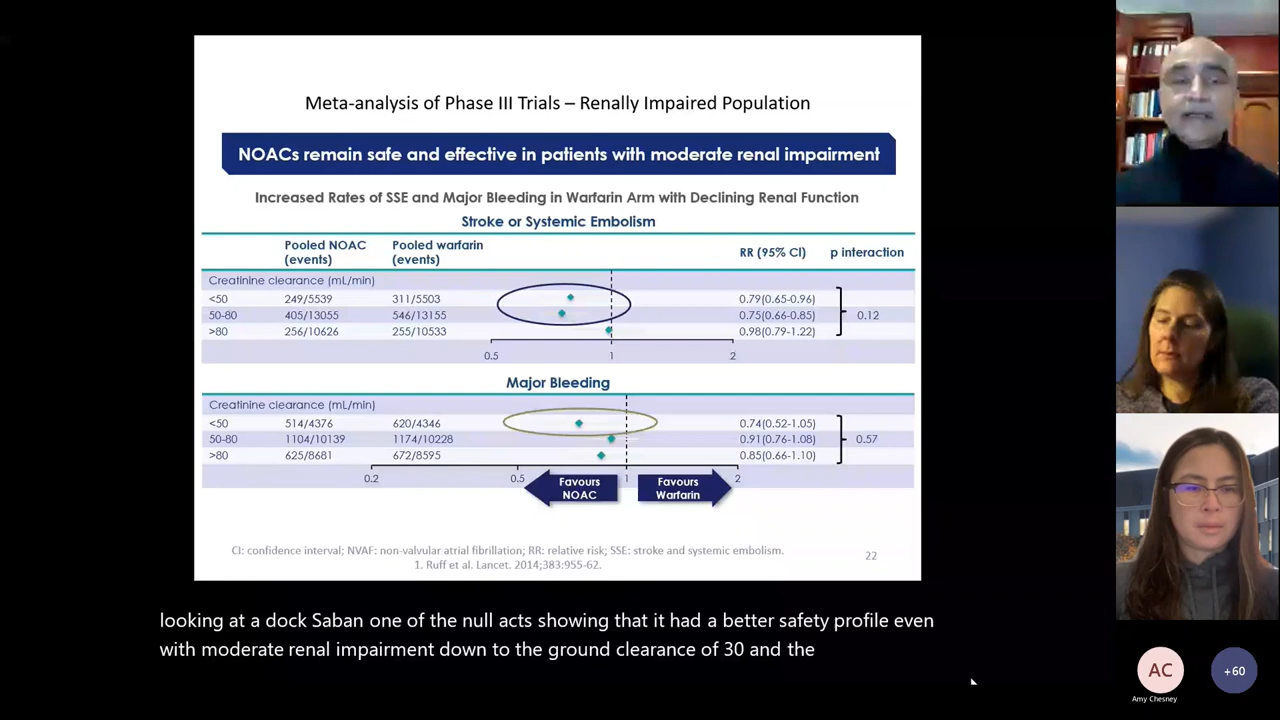 Meta-analysis of Phase III Trials – Renally Impaired Population
NOACs remain safe and effective in patients with moderate renal impairment
Increased Rates of SSE and Major Bleeding in Warfarin Arm with Declining Renal Function
Stroke or Systemic Embolism
Pooled NOAC (events) Pooled warfarin (events) RR (95% CI) p interaction
Creatinine clearance (mL/min)
<50 249/5539 311/5503 0.79(0.65-0.96)
50-80 405/13055 546/13155 0.75(0.66-0.85) 0.12
>80 256/10626 255/10533 0.98(0.79-1.22)
0.5 1 2
Major Bleeding
Creatinine clearance (mL/min)
<50 514/4376 620/4346 0.74(0.52-1.05)
50-80 1104/10139 1174/10228 0.91(0.76-1.08) 0.57
>80 625/8681 672/8595 0.85(0.66-1.10)
0.2 0.5 1 2
Favours NOAC Favours Warfarin
CI: confidence interval; NVAF: non-valvular atrial fibrillation; RR: relative risk; SSE: stroke and systemic embolism.
1. Ruff et al. Lancet. 2014;383:955-62.
22
looking at a dock Saban one of the null acts showing that it had a better safety profile even
with moderate renal impairment down to the ground clearance of 30 and the
AC
+60
Amy Chesney